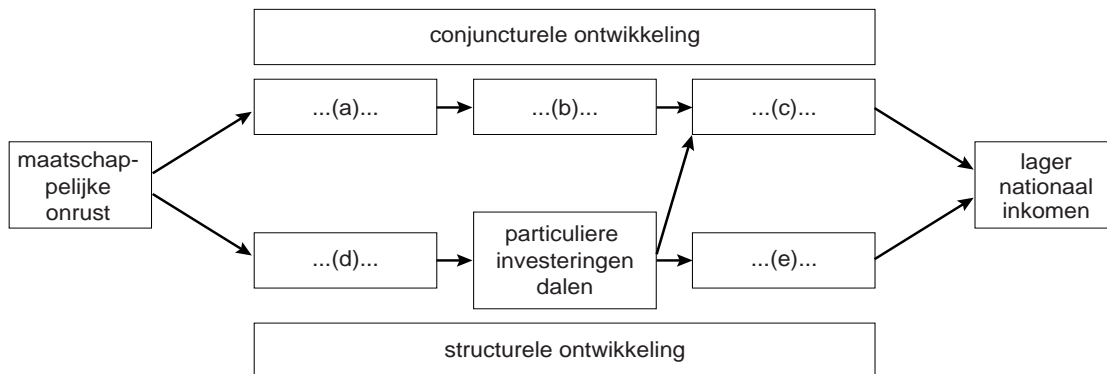 conjuncturele ontwikkeling
...(a)...
...(b)...
...(c)...
maatschap-
pelijke
onrust
lager
nationaal
inkomen
...(d)...
particuliere
investeringen
dalen
...(e)...
structurele ontwikkeling